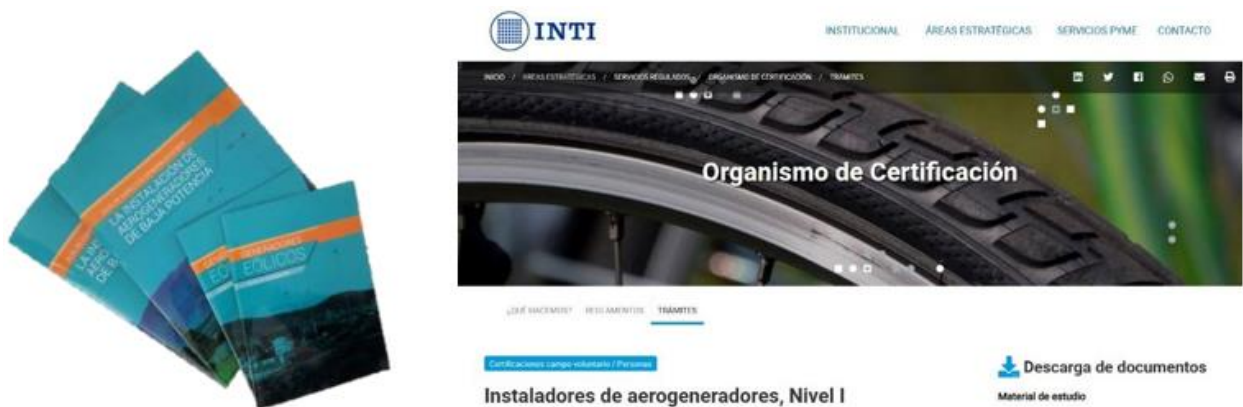 LA INSTALACIÓN DE
AEROGENERADORES
DE BAJA POTENCIA
GENERADORES
EÓLICOS
INTI
INSTITUCIONAL ÁREAS ESTRATÉGICAS SERVICIOS PYME CONTACTO
INICIO / ÁREAS ESTRATÉGICAS / SERVICIOS REGULADOS / ORGANISMO DE CERTIFICACIÓN / TRÁMITES
Organismo de Certificación
¿QUÉ HACEMOS? REGLAMENTOS TRÁMITES
Certificaciones campo voluntario / Personas
Instaladores de aerogeneradores, Nivel I
Descarga de documentos
Material de estudio